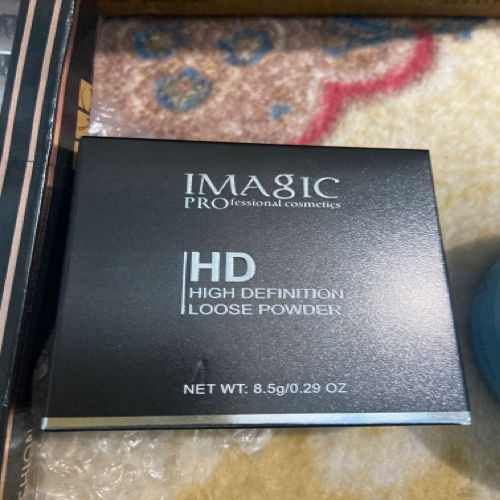 IMAGIC
PROfessional cosmetics
HD
HIGH DEFINITION
LOOSE POWDER
NET WT: 8.5g/0.29 OZ